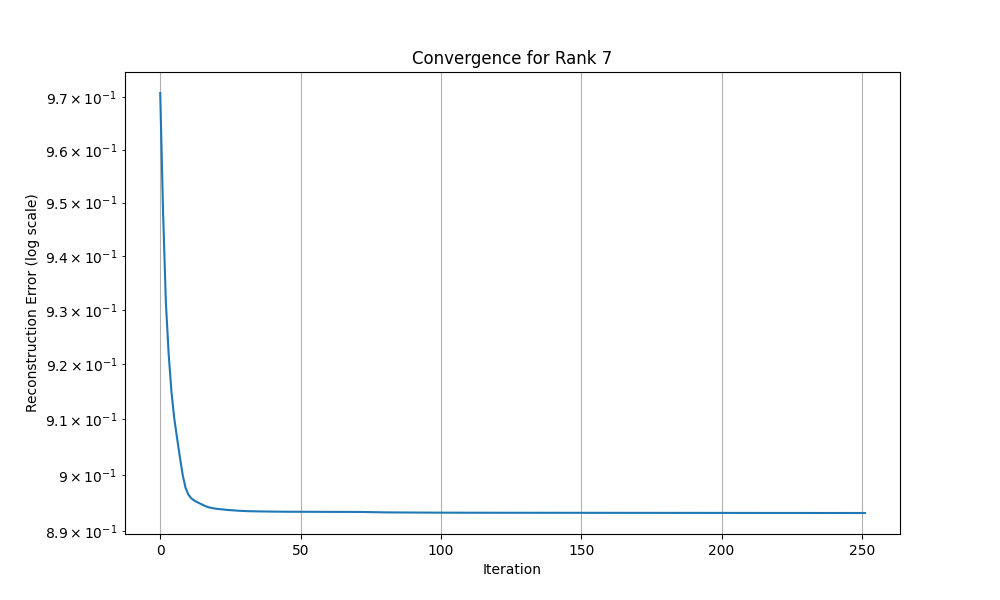 Convergence for Rank 7
Reconstruction Error (log scale)
9.7 × 10⁻¹
9.6 × 10⁻¹
9.5 × 10⁻¹
9.4 × 10⁻¹
9.3 × 10⁻¹
9.2 × 10⁻¹
9.1 × 10⁻¹
9 × 10⁻¹
8.9 × 10⁻¹
0 50 100 150 200 250
Iteration